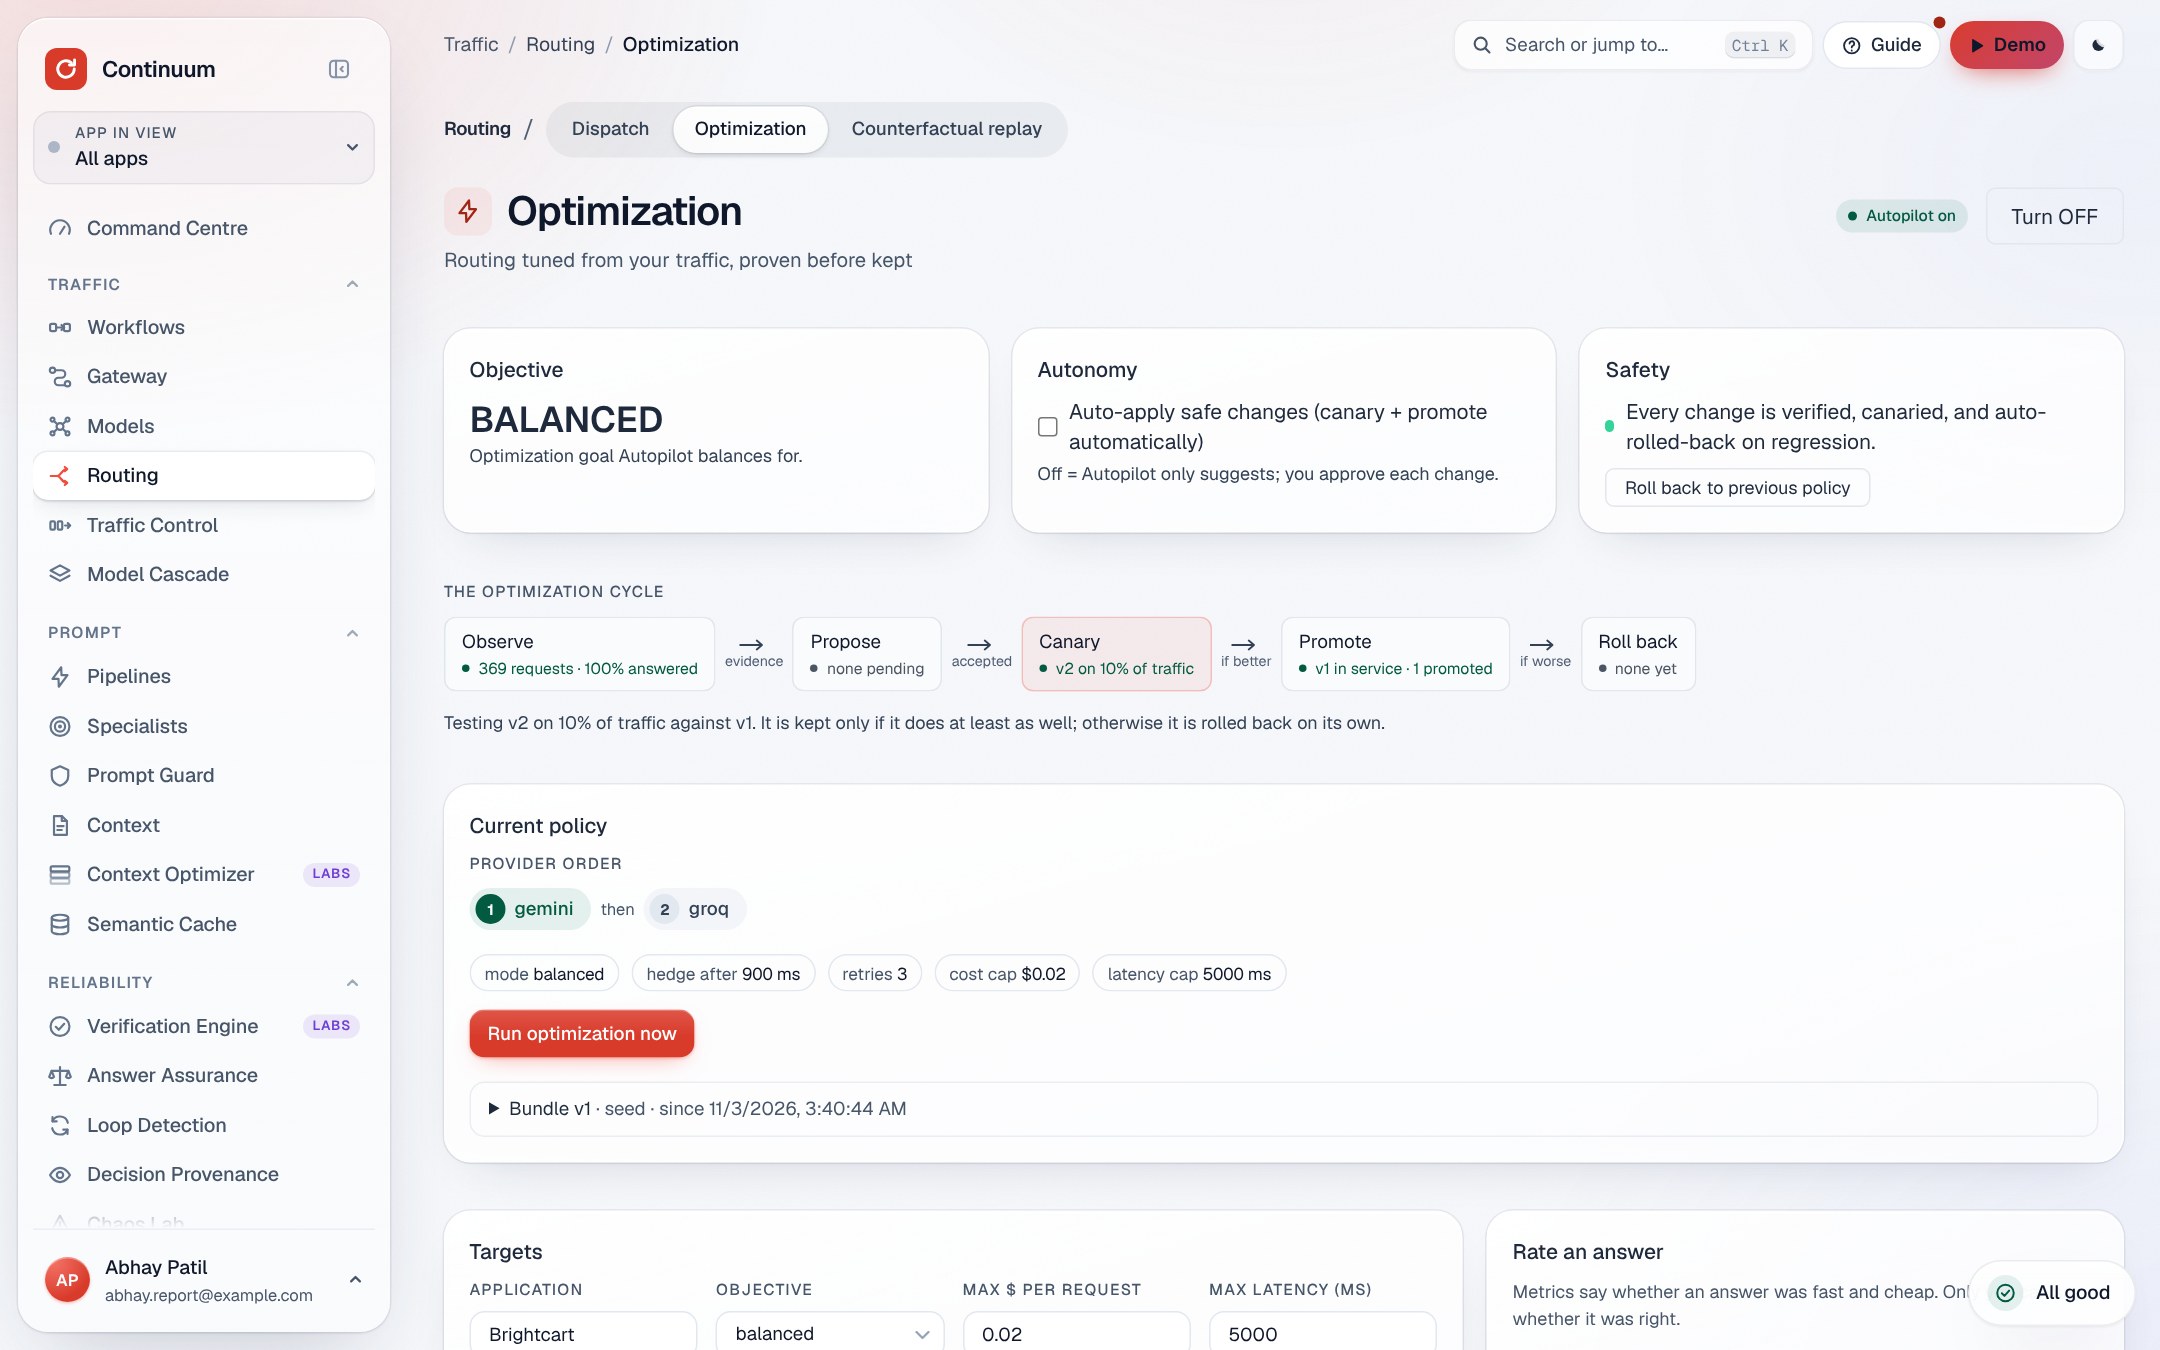 Continuum
APP IN VIEW
All apps
Command Centre
TRAFFIC
Workflows
Gateway
Models
Routing
Traffic Control
Model Cascade
PROMPT
Pipelines
Specialists
Prompt Guard
Context
Context Optimizer LABS
Semantic Cache
RELIABILITY
Verification Engine LABS
Answer Assurance
Loop Detection
Decision Provenance
Chaos Lab
AP
Abhay Patil
abhay.report@example.com
Traffic / Routing / Optimization
Search or jump to... Ctrl K
Guide
Demo
Routing / Dispatch Optimization Counterfactual replay
Optimization
Routing tuned from your traffic, proven before kept
Autopilot on
Turn OFF
Objective
BALANCED
Optimization goal Autopilot balances for.
Autonomy
Auto-apply safe changes (canary + promote
automatically)
Off = Autopilot only suggests; you approve each change.
Safety
Every change is verified, canaried, and auto-
rolled-back on regression.
Roll back to previous policy
THE OPTIMIZATION CYCLE
Observe
369 requests · 100% answered
evidence
Propose
none pending
accepted
Canary
v2 on 10% of traffic
if better
Promote
v1 in service · 1 promoted
if worse
Roll back
none yet
Testing v2 on 10% of traffic against v1. It is kept only if it does at least as well; otherwise it is rolled back on its own.
Current policy
PROVIDER ORDER
1 gemini then 2 groq
mode balanced hedge after 900 ms retries 3 cost cap $0.02 latency cap 5000 ms
Run optimization now
Bundle v1 · seed · since 11/3/2026, 3:40:44 AM
Targets
APPLICATION OBJECTIVE MAX $ PER REQUEST MAX LATENCY (MS)
Brightcart balanced 0.02 5000
Rate an answer
Metrics say whether an answer was fast and cheap.
whether it was right.
All good